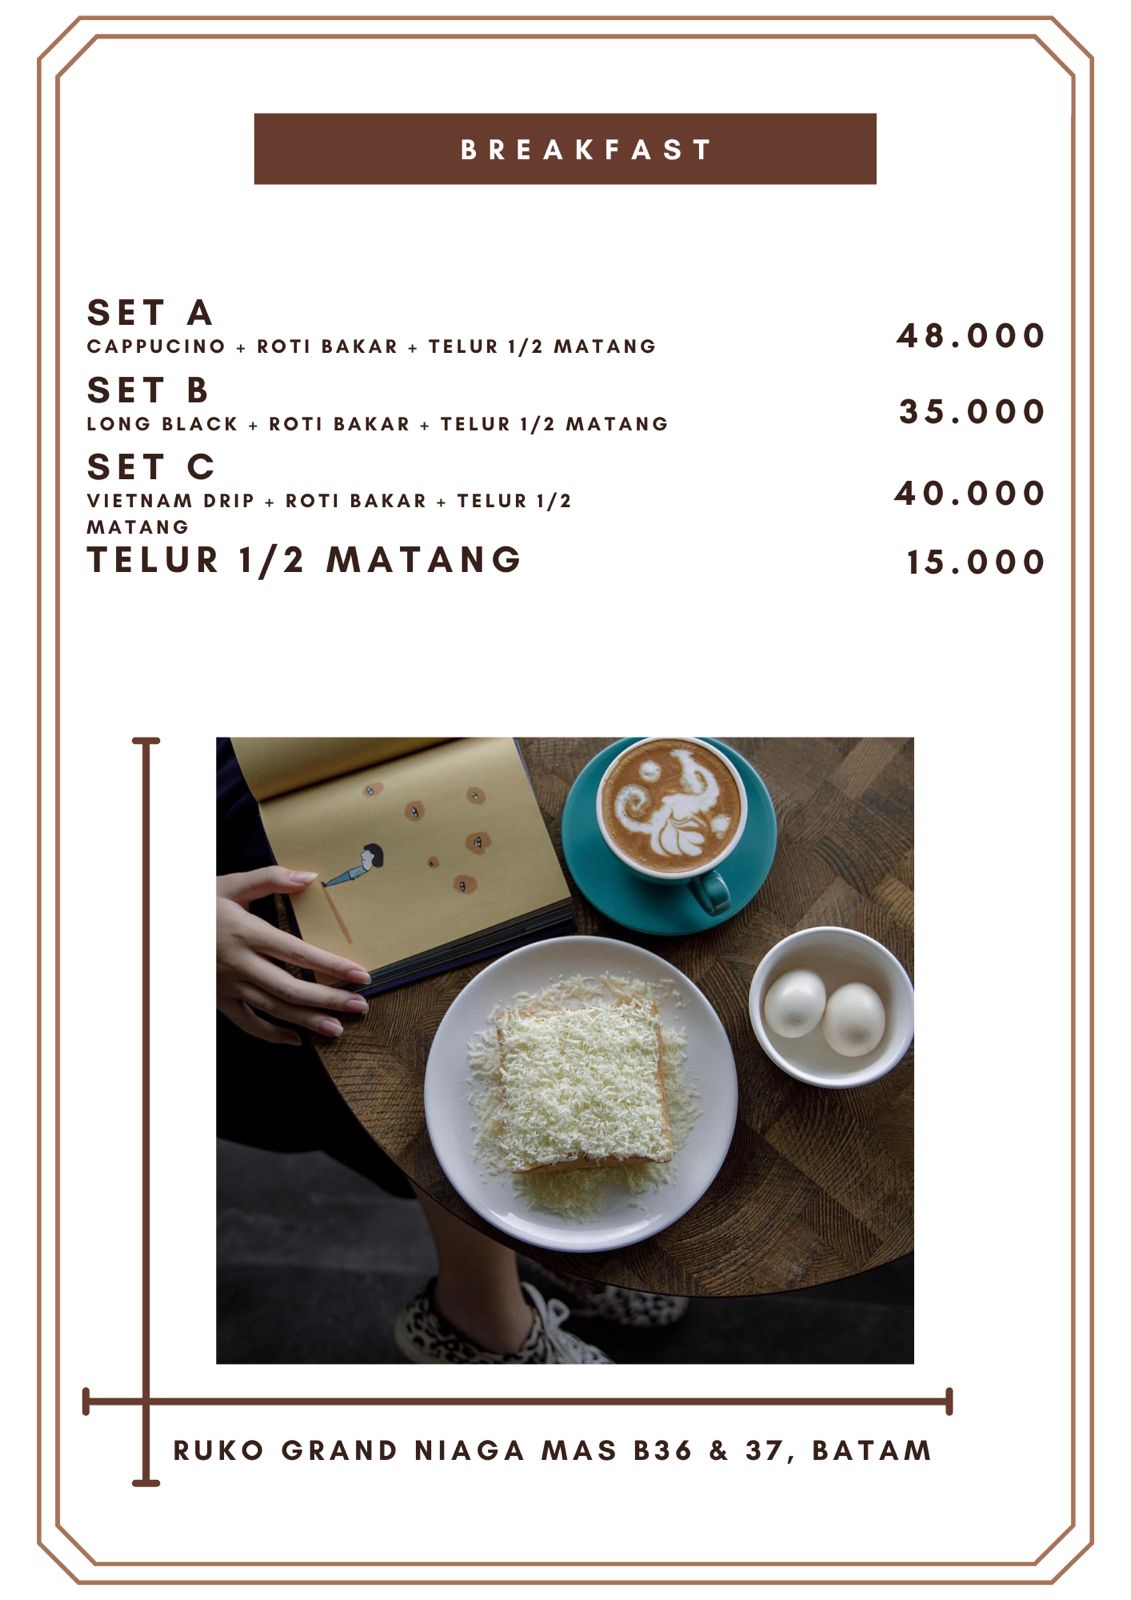 BREAKFAST
SET A
CAPPUCINO + ROTI BAKAR + TELUR 1/2 MATANG
48.000
SET B
LONG BLACK + ROTI BAKAR + TELUR 1/2 MATANG
35.000
SET C
VIETNAM DRIP + ROTI BAKAR + TELUR 1/2
MATANG
40.000
TELUR 1/2 MATANG
15.000
RUKO GRAND NIAGA MAS B36 & 37, BATAM